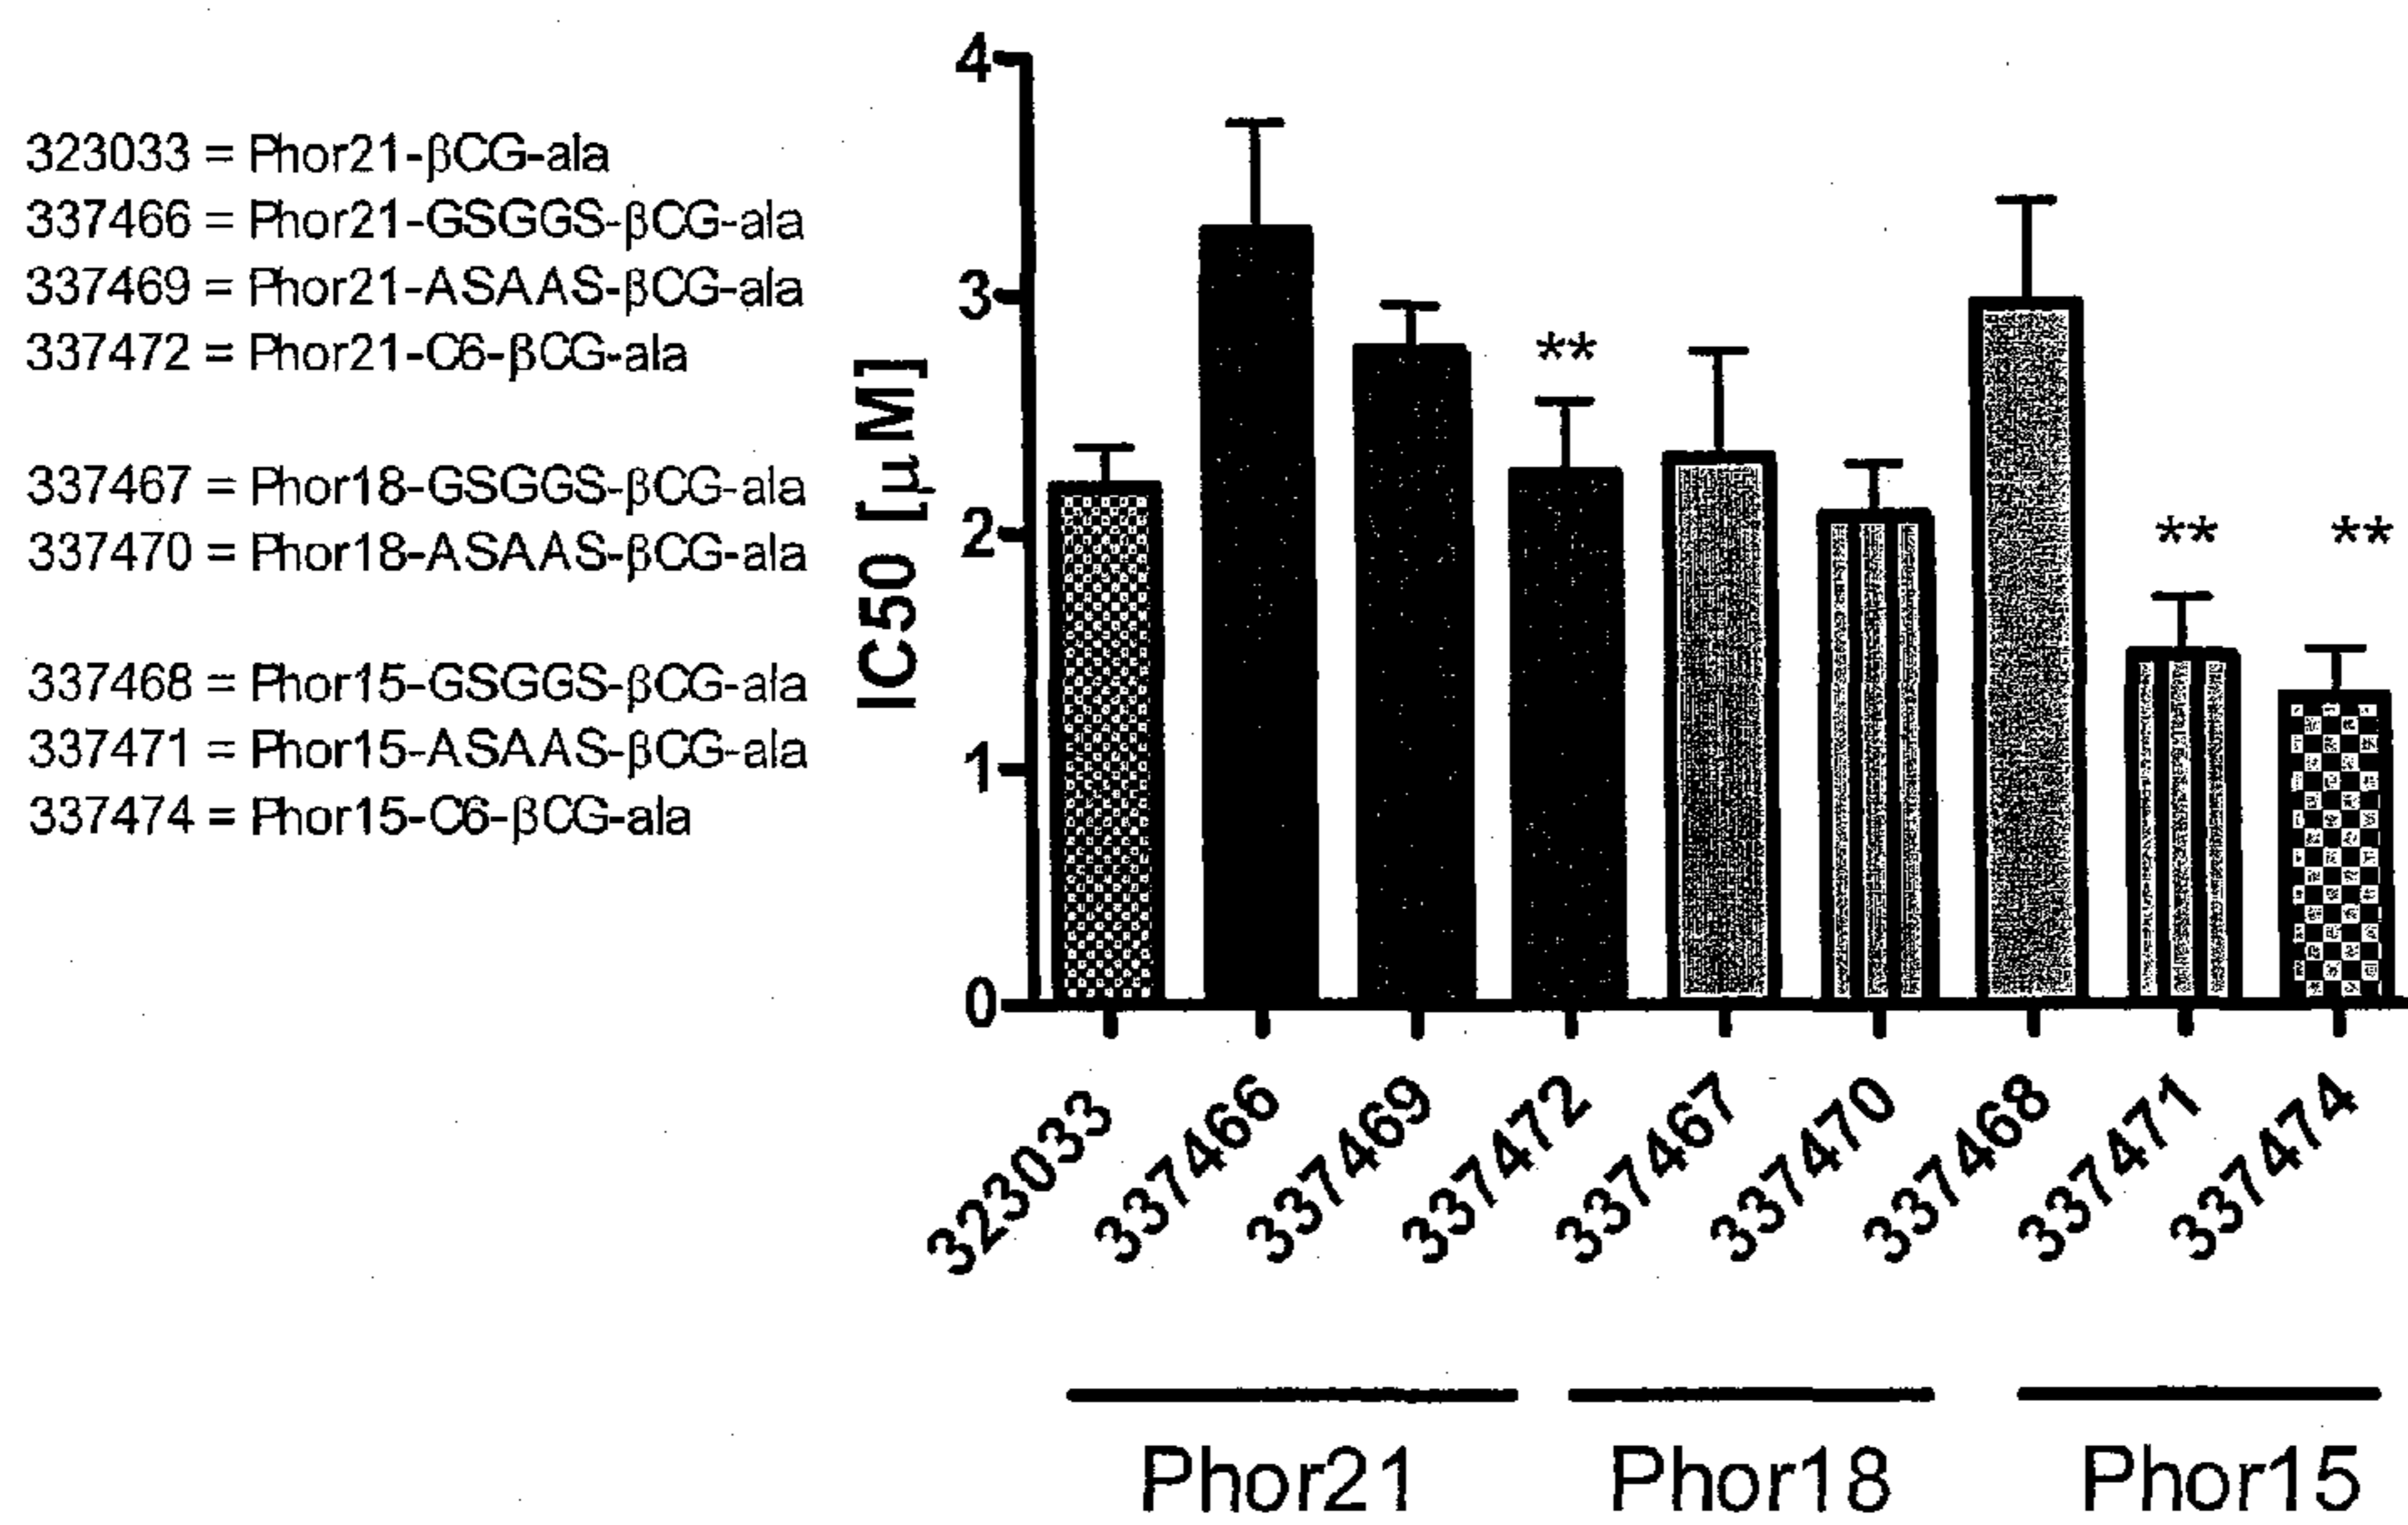 323033 = Phor21-βCG-ala
337466 = Phor21-GSGGS-βCG-ala
337469 = Phor21-ASAAS-βCG-ala
337472 = Phor21-C6-βCG-ala
337467 = Phor18-GSGGS-βCG-ala
337470 = Phor18-ASAAS-βCG-ala
337468 = Phor15-GSGGS-βCG-ala
337471 = Phor15-ASAAS-βCG-ala
337474 = Phor15-C6-βCG-ala
IC50 [μM]
4
3
2
1
0
**
**
**
323033
337466
337469
337472
337467
337470
337468
337471
337474
Phor21
Phor18
Phor15